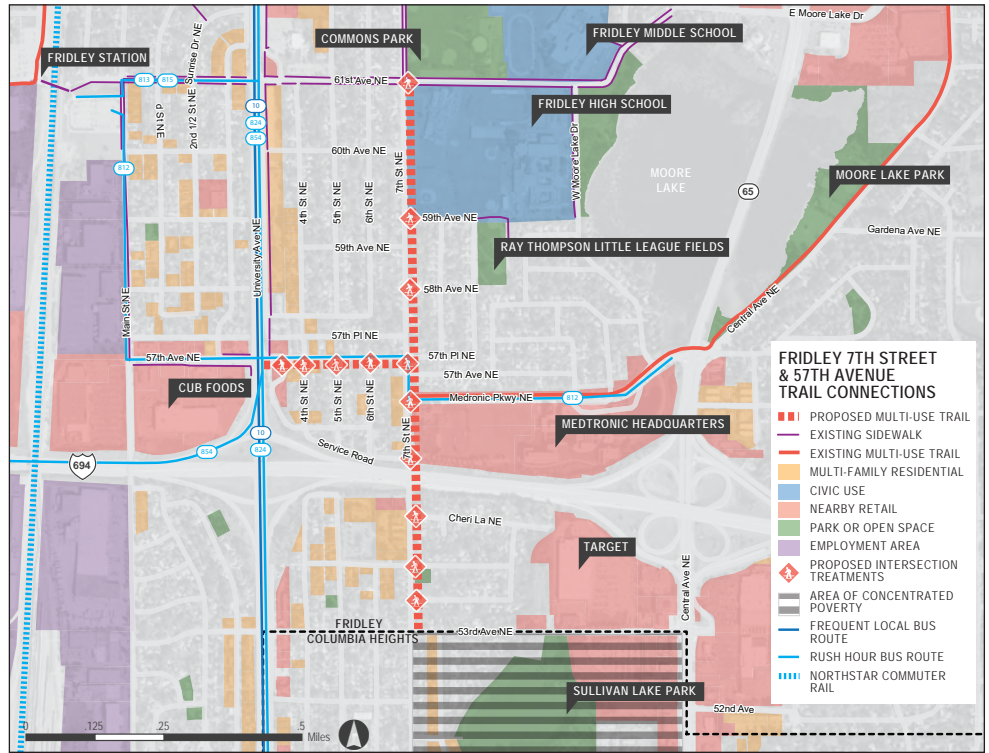 E Moore Lake Dr
COMMONS PARK
FRIDLEY MIDDLE SCHOOL
FRIDLEY STATION
2nd 1/2 St NE
Sunrise Dr NE
813
815
61st Ave NE
10
824
854
P St NE
FRIDLEY HIGH SCHOOL
W Moore Lake Dr
60th Ave NE
812
7th St NE
4th St NE
5th St NE
6th St NE
MOORE
LAKE
65
MOORE LAKE PARK
University Ave NE
59th Ave NE
Gardena Ave NE
59th Ave NE
RAY THOMPSON LITTLE LEAGUE FIELDS
58th Ave NE
Main St NE
Central Ave NE
57th Pl NE
57th Ave NE
57th Pl NE
57th Ave NE
CUB FOODS
4th St NE
5th St NE
6th St NE
Medronic Pkwy NE
812
MEDTRONIC HEADQUARTERS
7th St NE
10
824
854
Service Road
694
Cheri La NE
TARGET
Central Ave NE
FRIDLEY
COLUMBIA HEIGHTS
53rd Ave NE
SULLIVAN LAKE PARK
52nd Ave
0
.125
.25
.5
Miles
FRIDLEY 7TH STREET
& 57TH AVENUE
TRAIL CONNECTIONS
PROPOSED MULTI-USE TRAIL
EXISTING SIDEWALK
EXISTING MULTI-USE TRAIL
MULTI-FAMILY RESIDENTIAL
CIVIC USE
NEARBY RETAIL
PARK OR OPEN SPACE
EMPLOYMENT AREA
PROPOSED INTERSECTION
TREATMENTS
AREA OF CONCENTRATED
POVERTY
FREQUENT LOCAL BUS
ROUTE
RUSH HOUR BUS ROUTE
NORTHSTAR COMMUTER
RAIL